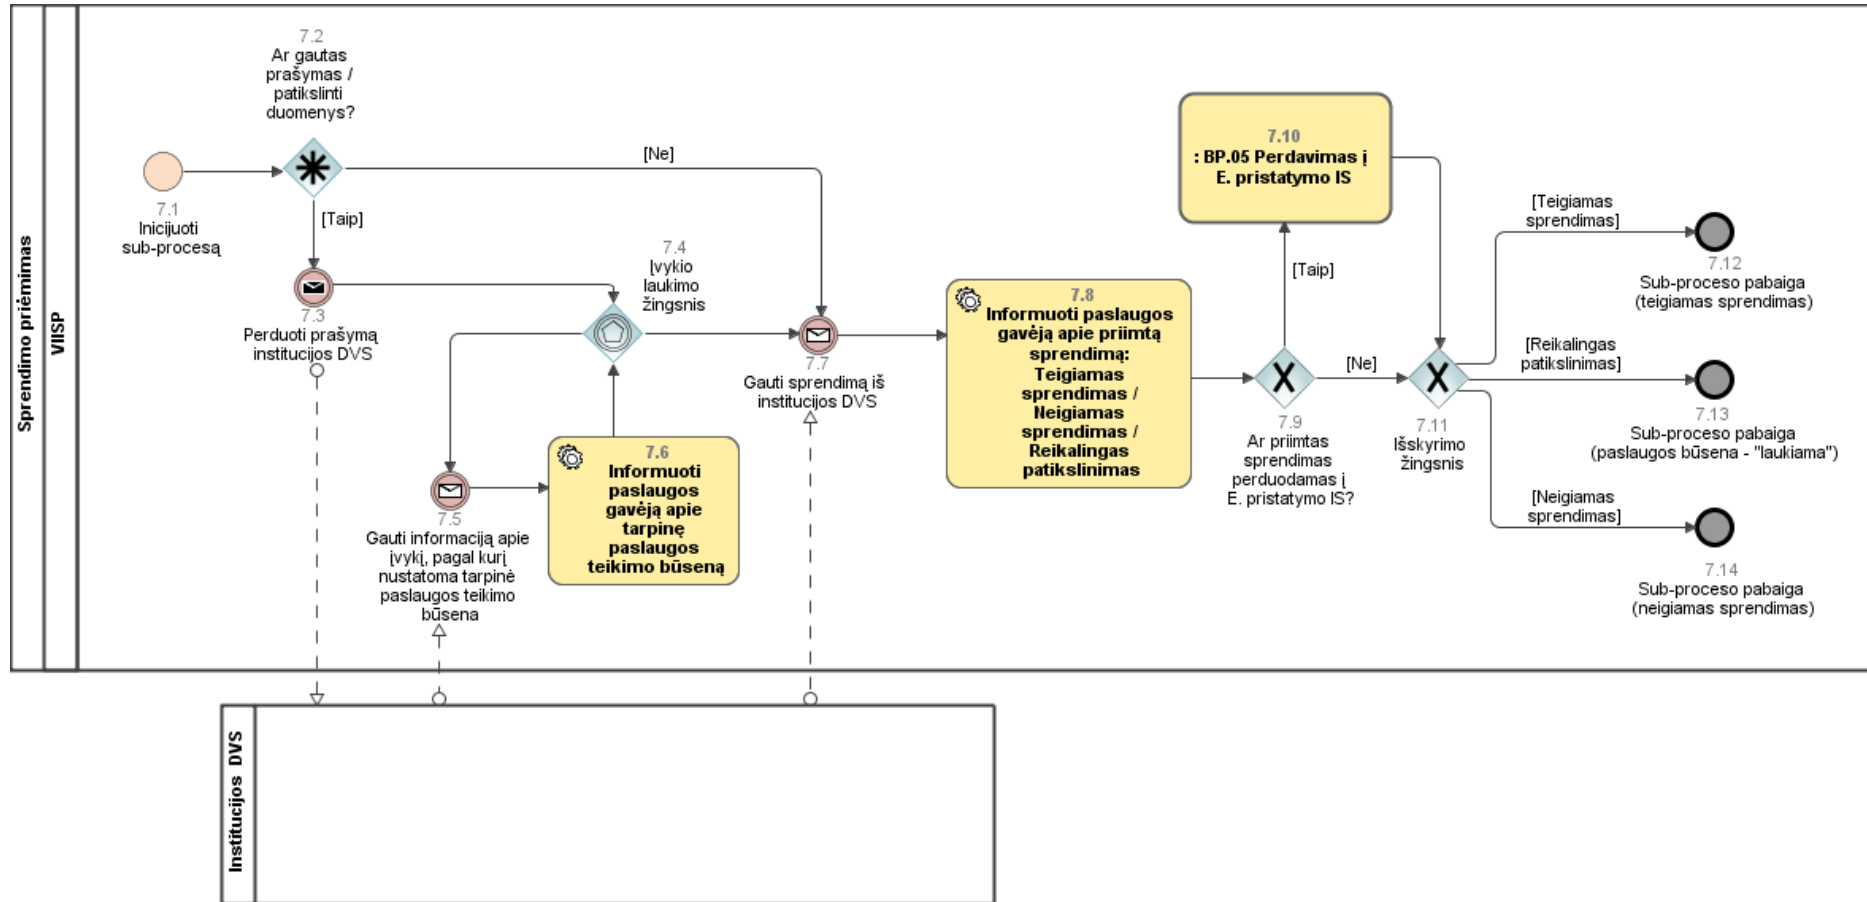 Sprendimo priėmimas
VIISP
7.1
Inicijuoti
sub-procesą
7.2
Ar gautas
prašymas /
patikslinti
duomenys?
[Ne]
[Taip]
7.3
Perduoti prašymą
institucijos DVS
7.4
Įvykio
laukimo
žingsnis
7.5
Gauti informaciją apie
įvykį, pagal kurį
nustatoma tarpinė
paslaugos teikimo
būsena
7.6
Informuoti
paslaugos
gavėją apie
tarpinę
paslaugos
teikimo būseną
7.7
Gauti sprendimą iš
institucijos DVS
7.8
Informuoti paslaugos
gavėją apie priimtą
sprendimą:
Teigiamas
sprendimas /
Neigiamas
sprendimas /
Reikalingas
patikslinimas
7.9
Ar priimtas
sprendimas
perduodamas į
E. pristatymo IS?
[Taip]
[Ne]
7.10
: BP.05 Perdavimas į
E. pristatymo IS
7.11
Išskyrimo
žingsnis
[Teigiamas
sprendimas]
7.12
Sub-proceso pabaiga
(teigiamas sprendimas)
[Reikalingas
patikslinimas]
7.13
Sub-proceso pabaiga
(paslaugos būsena - "laukiama")
[Neigiamas
sprendimas]
7.14
Sub-proceso pabaiga
(neigiamas sprendimas)
Institucijos DVS